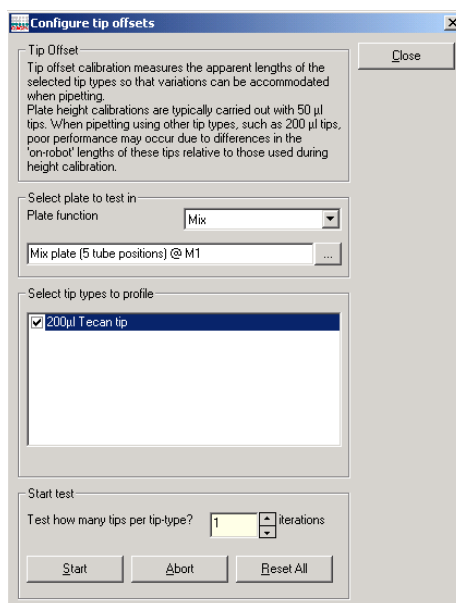 Configure tip offsets
Tip Offset
Close
Tip offset calibration measures the apparent lengths of the
selected tip types so that variations can be accommodated
when pipetting.
Plate height calibrations are typically carried out with 50 µl
tips. When pipetting using other tip types, such as 200 µl tips,
poor performance may occur due to differences in the
'on-robot' lengths of these tips relative to those used during
height calibration.
Select plate to test in
Plate function
Mix
Mix plate (5 tube positions) @ M1
...
Select tip types to profile
200µl Tecan tip
Start test
Test how many tips per tip-type?
1
iterations
Start
Abort
Reset All